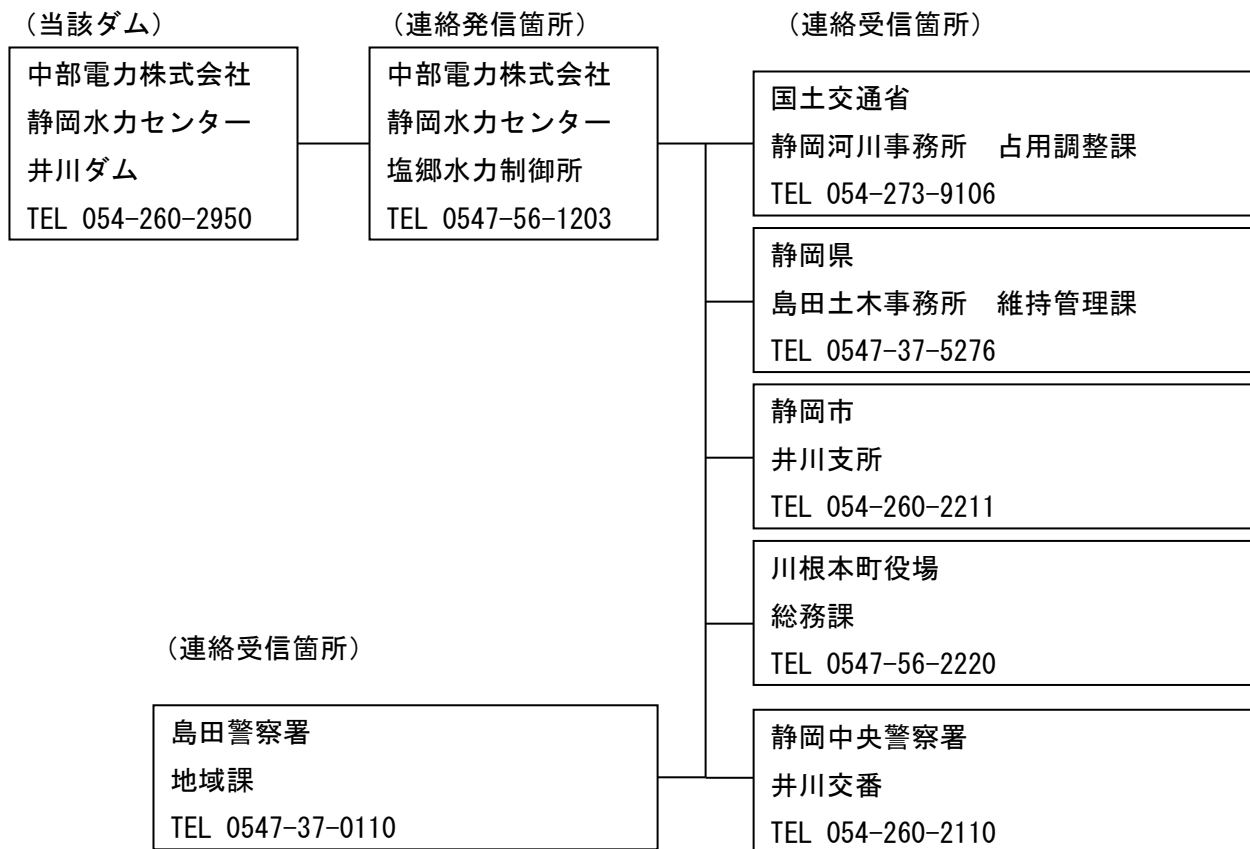 （当該ダム）
中部電力株式会社
静岡水力センター
井川ダム
TEL 054-260-2950
（連絡発信箇所）
中部電力株式会社
静岡水力センター
塩郷水力制御所
TEL 0547-56-1203
（連絡受信箇所）
国土交通省
静岡河川事務所　占用調整課
TEL 054-273-9106
静岡県
島田土木事務所　維持管理課
TEL 0547-37-5276
静岡市
井川支所
TEL 054-260-2211
川根本町役場
総務課
TEL 0547-56-2220
静岡中央警察署
井川交番
TEL 054-260-2110
（連絡受信箇所）
島田警察署
地域課
TEL 0547-37-0110